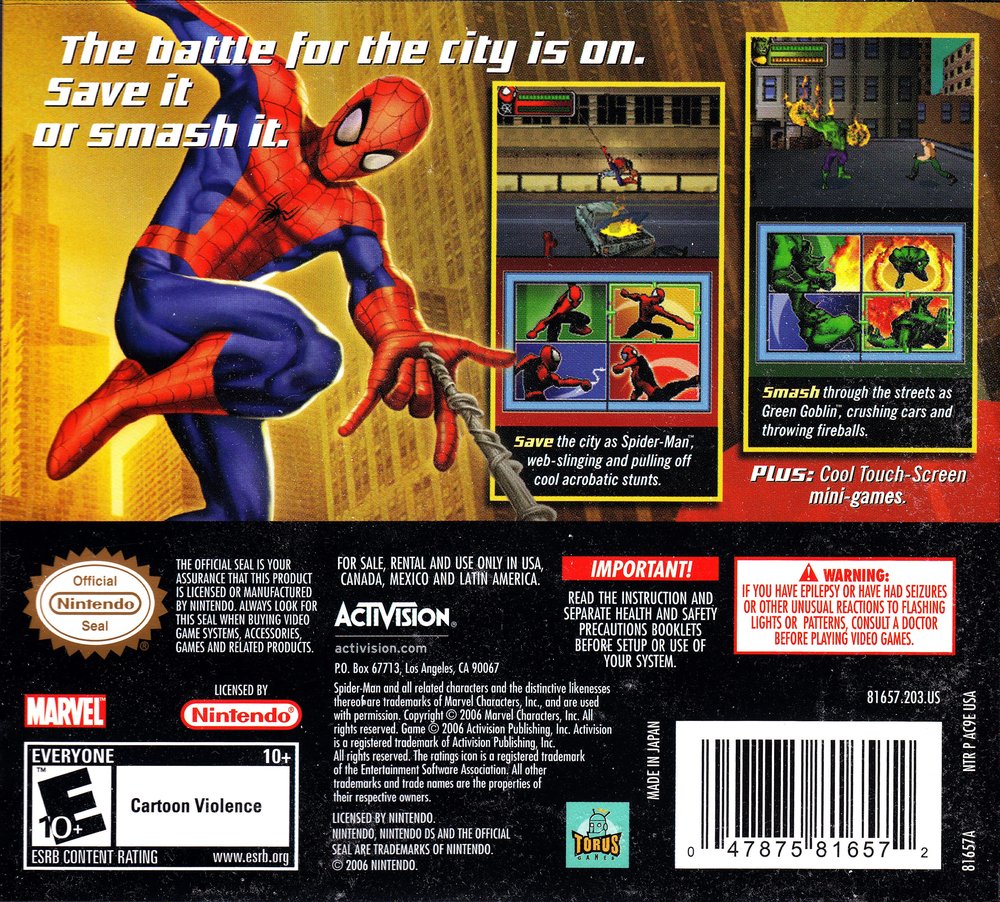 The battle for the city is on.
Save it
or smash it.
Save the city as Spider-Man™,
web-slinging and pulling off
cool acrobatic stunts.
Smash through the streets as
Green Goblin™, crushing cars and
throwing fireballs.
Plus: Cool Touch-Screen
mini-games.
Official
Nintendo
Seal
®
THE OFFICIAL SEAL IS YOUR
ASSURANCE THAT THIS PRODUCT
IS LICENSED OR MANUFACTURED
BY NINTENDO. ALWAYS LOOK FOR
THIS SEAL WHEN BUYING VIDEO
GAME SYSTEMS, ACCESSORIES,
GAMES AND RELATED PRODUCTS.
MARVEL
LICENSED BY
Nintendo®
EVERYONE 10+
™
E
10+
Cartoon Violence
ESRB CONTENT RATING www.esrb.org
FOR SALE, RENTAL AND USE ONLY IN USA,
CANADA, MEXICO AND LATIN AMERICA.
ACTIVISION®
activision.com
P.O. Box 67713, Los Angeles, CA 90067
Spider-Man and all related characters and the distinctive likenesses
thereof are trademarks of Marvel Characters, Inc., and are used
with permission. Copyright © 2006 Marvel Characters, Inc. All
rights reserved. Game © 2006 Activision Publishing, Inc. Activision
is a registered trademark of Activision Publishing, Inc.
All rights reserved. The ratings icon is a registered trademark
of the Entertainment Software Association. All other
trademarks and trade names are the properties of
their respective owners.
LICENSED BY NINTENDO.
NINTENDO, NINTENDO DS AND THE OFFICIAL
SEAL ARE TRADEMARKS OF NINTENDO.
© 2006 NINTENDO.
IMPORTANT!
READ THE INSTRUCTION AND
SEPARATE HEALTH AND SAFETY
PRECAUTIONS BOOKLETS
BEFORE SETUP OR USE OF
YOUR SYSTEM.
WARNING:
IF YOU HAVE EPILEPSY OR HAVE HAD SEIZURES
OR OTHER UNUSUAL REACTIONS TO FLASHING
LIGHTS OR PATTERNS, CONSULT A DOCTOR
BEFORE PLAYING VIDEO GAMES.
TORUS
GAMES
MADE IN JAPAN
81657.203.US
0 47875 81657 2
NTR P AC9E USA
81657A